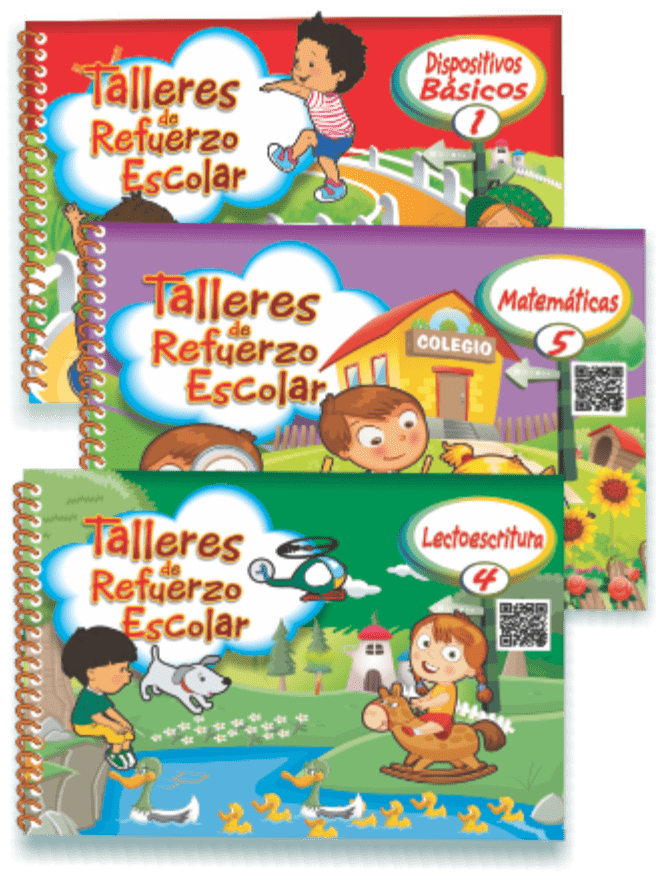 Talleres
de
Refuerzo
Escolar
Dispositivos
Básicos
1
Talleres
de
Refuerzo
Escolar
Matemáticas
5
COLEGIO
Talleres
de
Refuerzo
Escolar
Lectoescritura
4